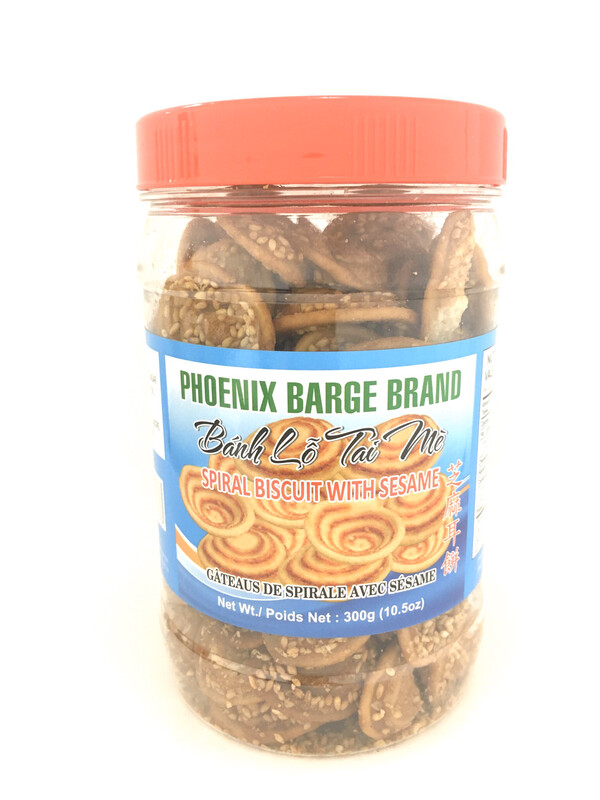 PHOENIX BARGE BRAND
Bánh Lỗ Tai Mè
SPIRAL BISCUIT WITH SESAME
芝麻耳餅
GÂTEAUS DE SPIRALE AVEC SÉSAME
Net Wt./ Poids Net : 300g (10.5oz)